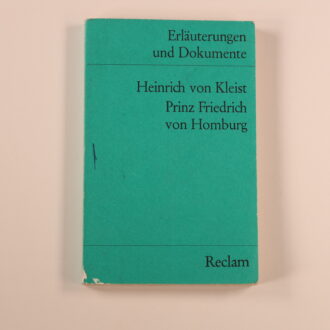 Erläuterungen
und Dokumente
Heinrich von Kleist
Prinz Friedrich
von Homburg
Reclam